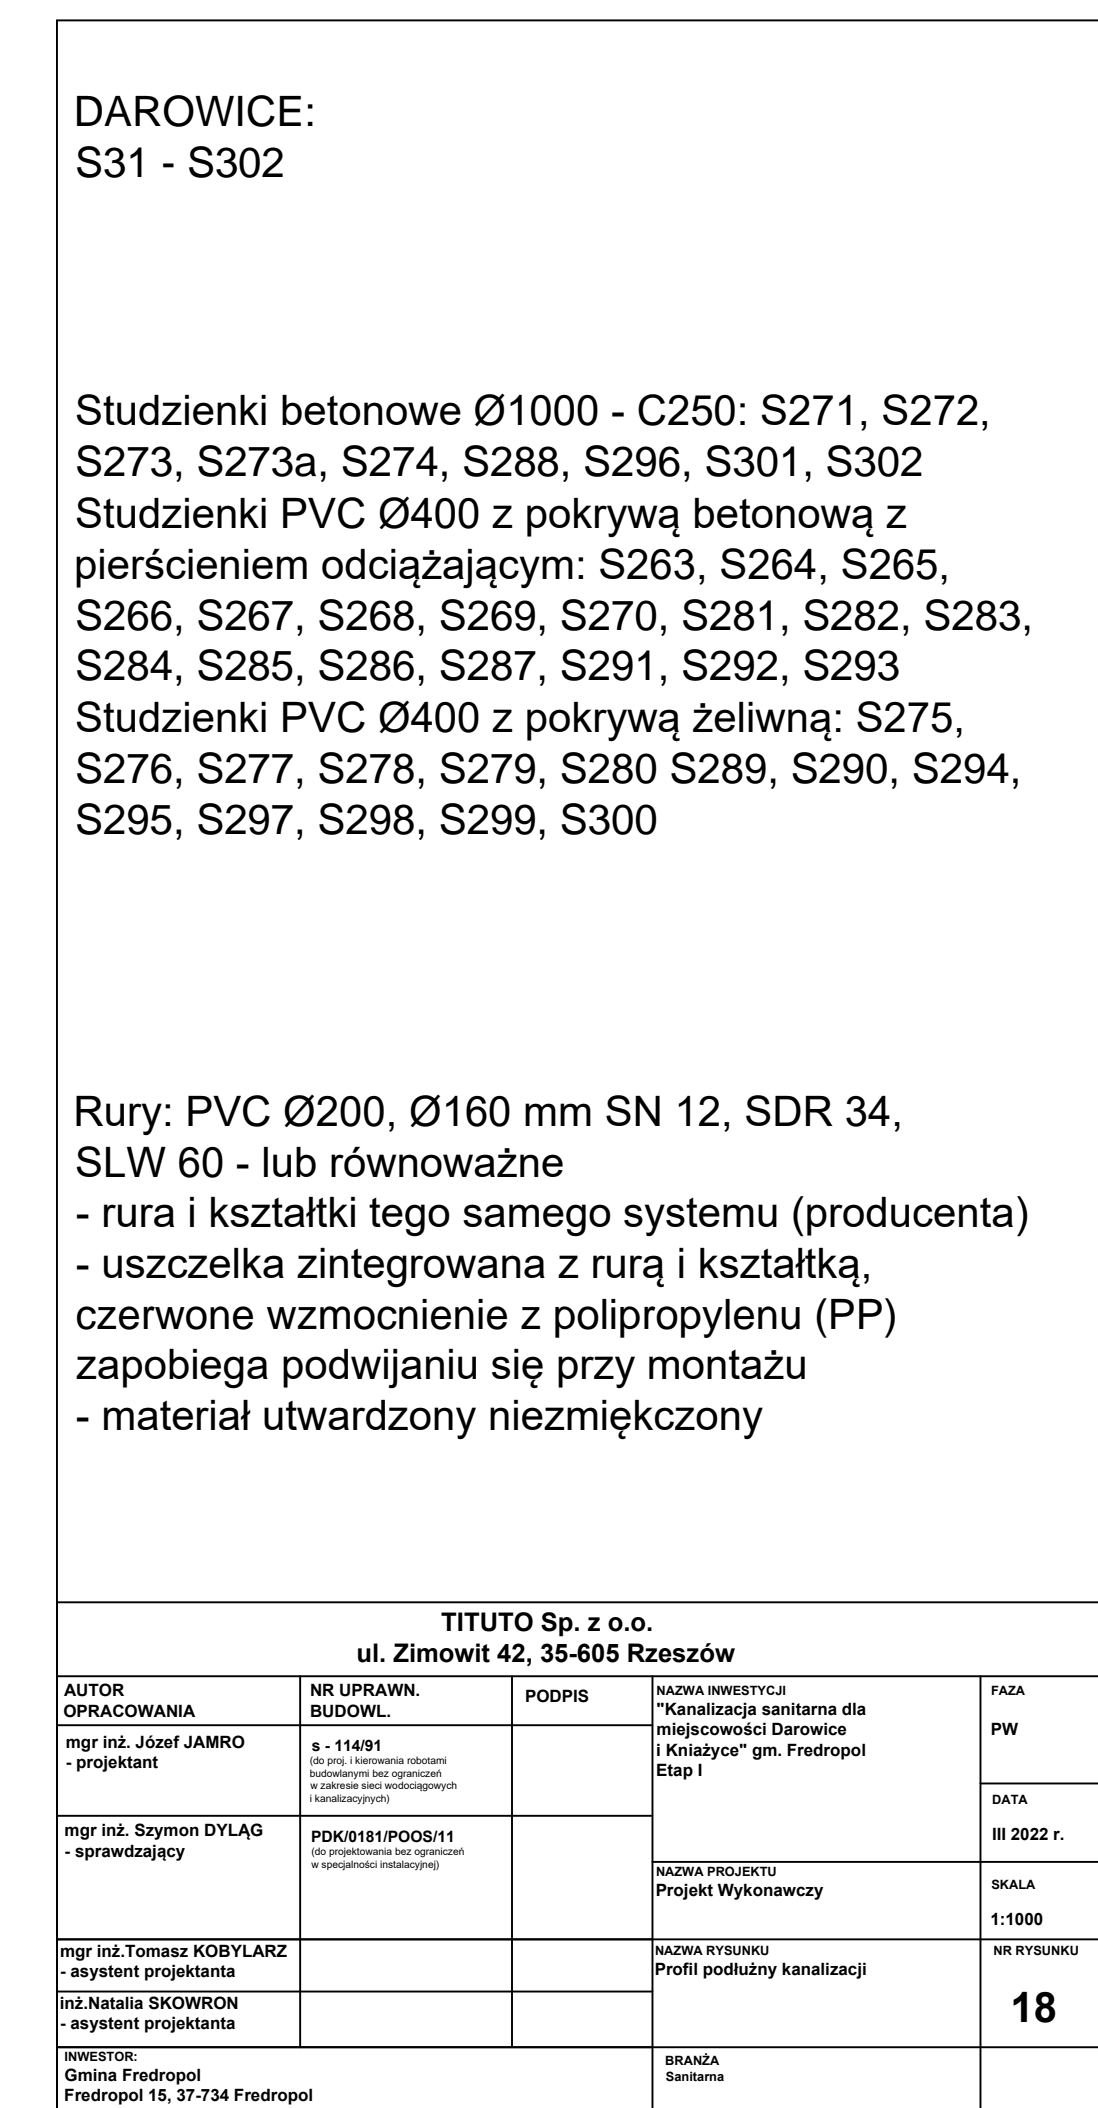 DAROWICE:
S31 - S302
Studzienki betonowe Ø1000 - C250: S271, S272,
S273, S273a, S274, S288, S296, S301, S302
Studzienki PVC Ø400 z pokrywą betonową z
pierścieniem odciążającym: S263, S264, S265,
S266, S267, S268, S269, S270, S281, S282, S283,
S284, S285, S286, S287, S291, S292, S293
Studzienki PVC Ø400 z pokrywą żeliwną: S275,
S276, S277, S278, S279, S280 S289, S290, S294,
S295, S297, S298, S299, S300
Rury: PVC Ø200, Ø160 mm SN 12, SDR 34,
SLW 60 - lub równoważne
- rura i kształtki tego samego systemu (producenta)
- uszczelka zintegrowana z rurą i kształtką,
czerwone wzmocnienie z polipropylenu (PP)
zapobiega podwijaniu się przy montażu
- materiał utwardzony niezmiękczony
TITUTO Sp. z o.o.
ul. Zimowit 42, 35-605 Rzeszów
AUTOR
OPRACOWANIA
NR UPRAWN.
BUDOWL.
PODPIS
mgr inż. Józef JAMRO
- projektant
s - 114/91
(do proj. i kierowania robotami
budowlanymi bez ograniczeń
w zakresie sieci wodociągowych
i kanalizacyjnych)
mgr inż. Szymon DYLĄG
- sprawdzający
PDK/0181/POOS/11
(do projektowania bez ograniczeń
w specjalności instalacyjnej)
mgr inż.Tomasz KOBYLARZ
- asystent projektanta
inż.Natalia SKOWRON
- asystent projektanta
NAZWA INWESTYCJI
"Kanalizacja sanitarna dla
miejscowości Darowice
i Kniażyce" gm. Fredropol
Etap I
FAZA
PW
DATA
III 2022 r.
NAZWA PROJEKTU
Projekt Wykonawczy
SKALA
1:1000
NAZWA RYSUNKU
Profil podłużny kanalizacji
NR RYSUNKU
18
INWESTOR:
Gmina Fredropol
Fredropol 15, 37-734 Fredropol
BRANŻA
Sanitarna